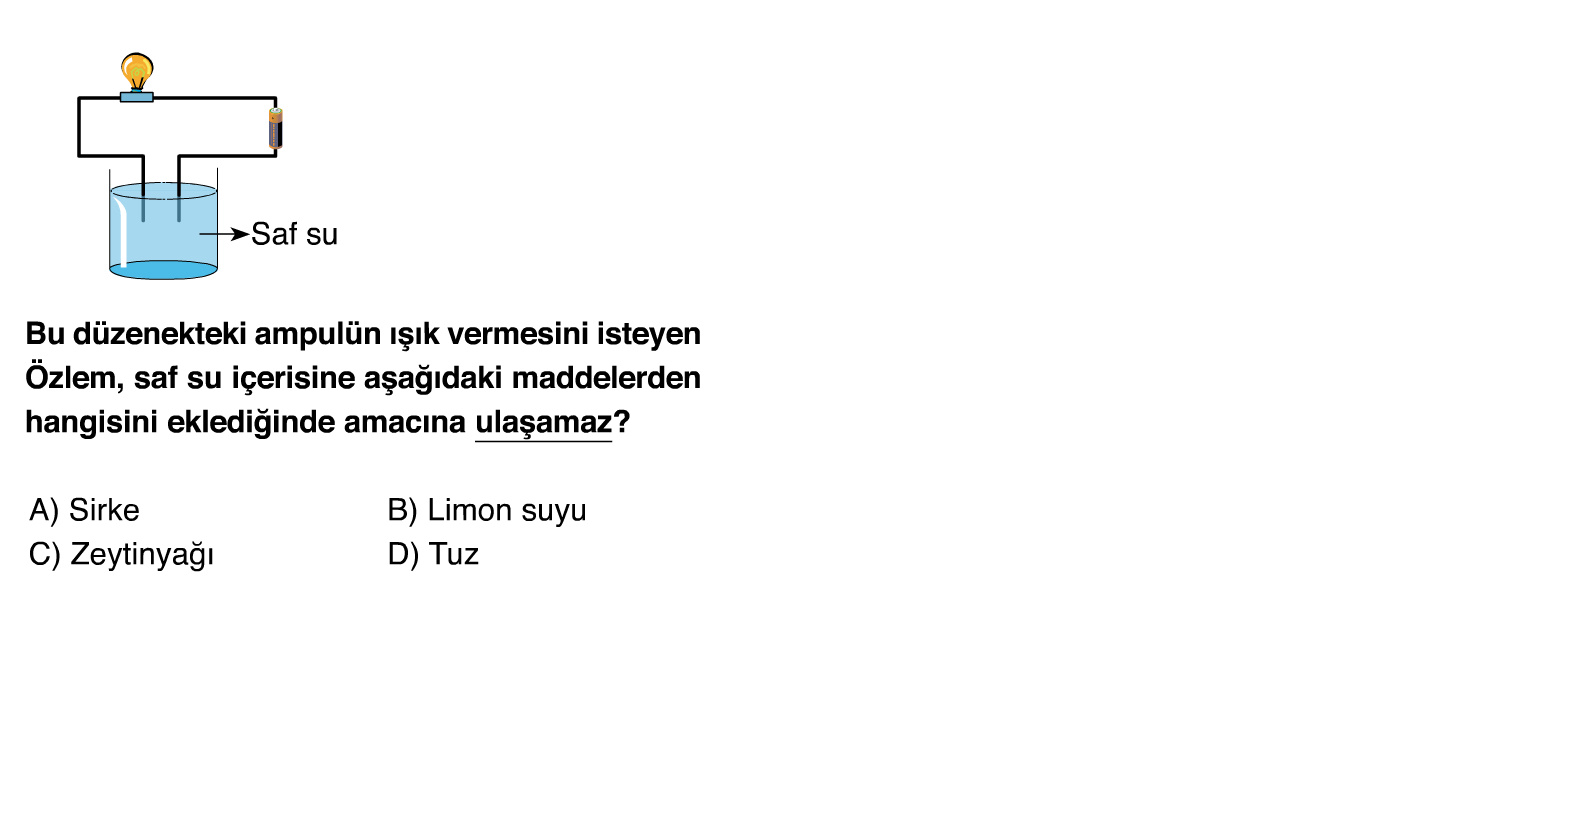 Saf su
Bu düzenekteki ampulün ışık vermesini isteyen
Özlem, saf su içerisine aşağıdaki maddelerden
hangisini eklediğinde amacına ulaşamaz?
A) Sirke B) Limon suyu
C) Zeytinyağı D) Tuz